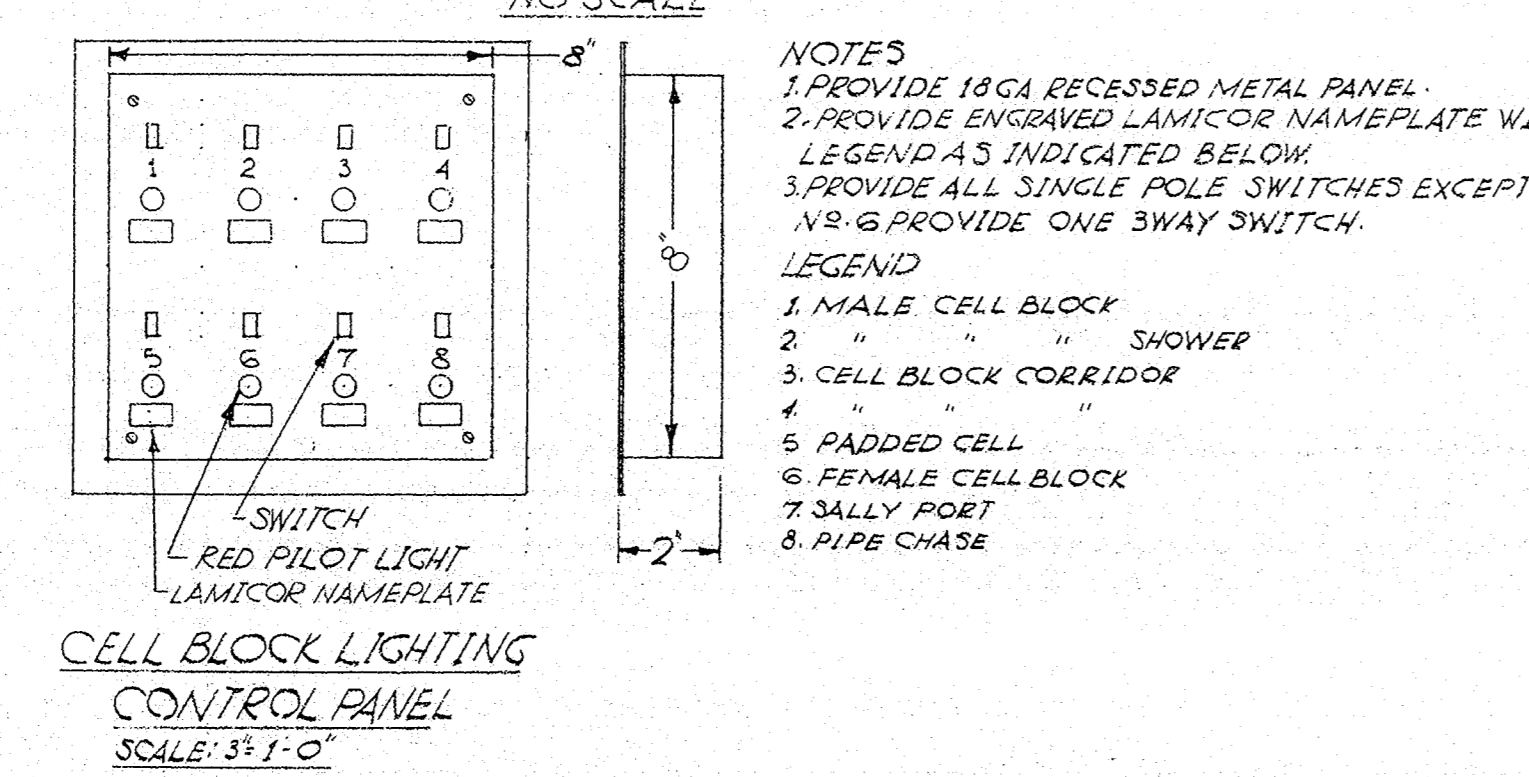 NO SCALE
8"
1 2 3 4
5 6 7 8
8"
SWITCH
RED PILOT LIGHT
LAMICOR NAMEPLATE
2"
CELL BLOCK LIGHTING
CONTROL PANEL
SCALE: 3"=1'-0"
NOTES
1. PROVIDE 18GA RECESSED METAL PANEL.
2. PROVIDE ENGRAVED LAMICOR NAMEPLATE
LEGEND AS INDICATED BELOW.
3. PROVIDE ALL SINGLE POLE SWITCHES EXCEPT
Nº. 6 PROVIDE ONE 3WAY SWITCH.
LEGEND
1. MALE CELL BLOCK
2. " " " SHOWER
3. CELL BLOCK CORRIDOR
4. " " "
5 PADDED CELL
6. FEMALE CELL BLOCK
7. SALLY PORT
8. PIPE CHASE